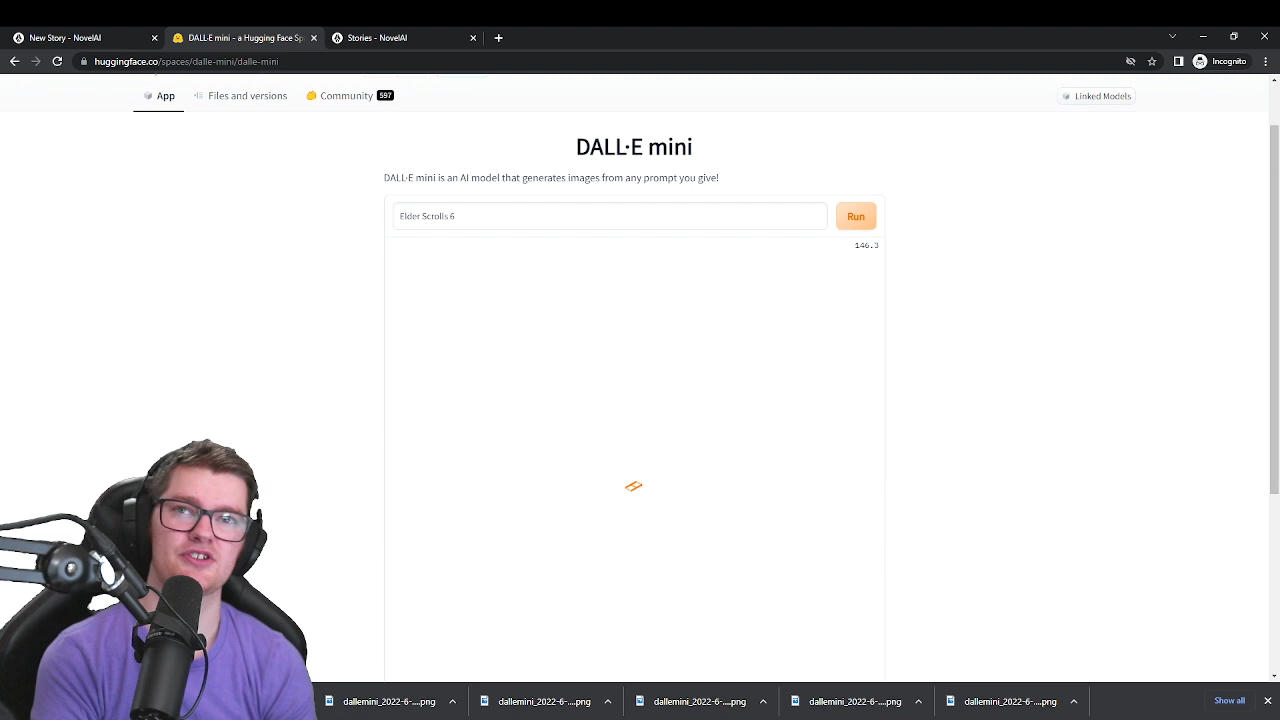 New Story - NovelAI
DALL·E mini - a Hugging Face Sp
Stories - NovelAI
huggingface.co/spaces/dalle-mini/dalle-mini
Incognito
App
Files and versions
Community 597
Linked Models
DALL·E mini
DALL·E mini is an AI model that generates images from any prompt you give!
Elder Scrolls 6
Run
146.3
dallemini_2022-6-....png
dallemini_2022-6-....png
dallemini_2022-6-....png
dallemini_2022-6-....png
dallemini_2022-6-....png
Show all